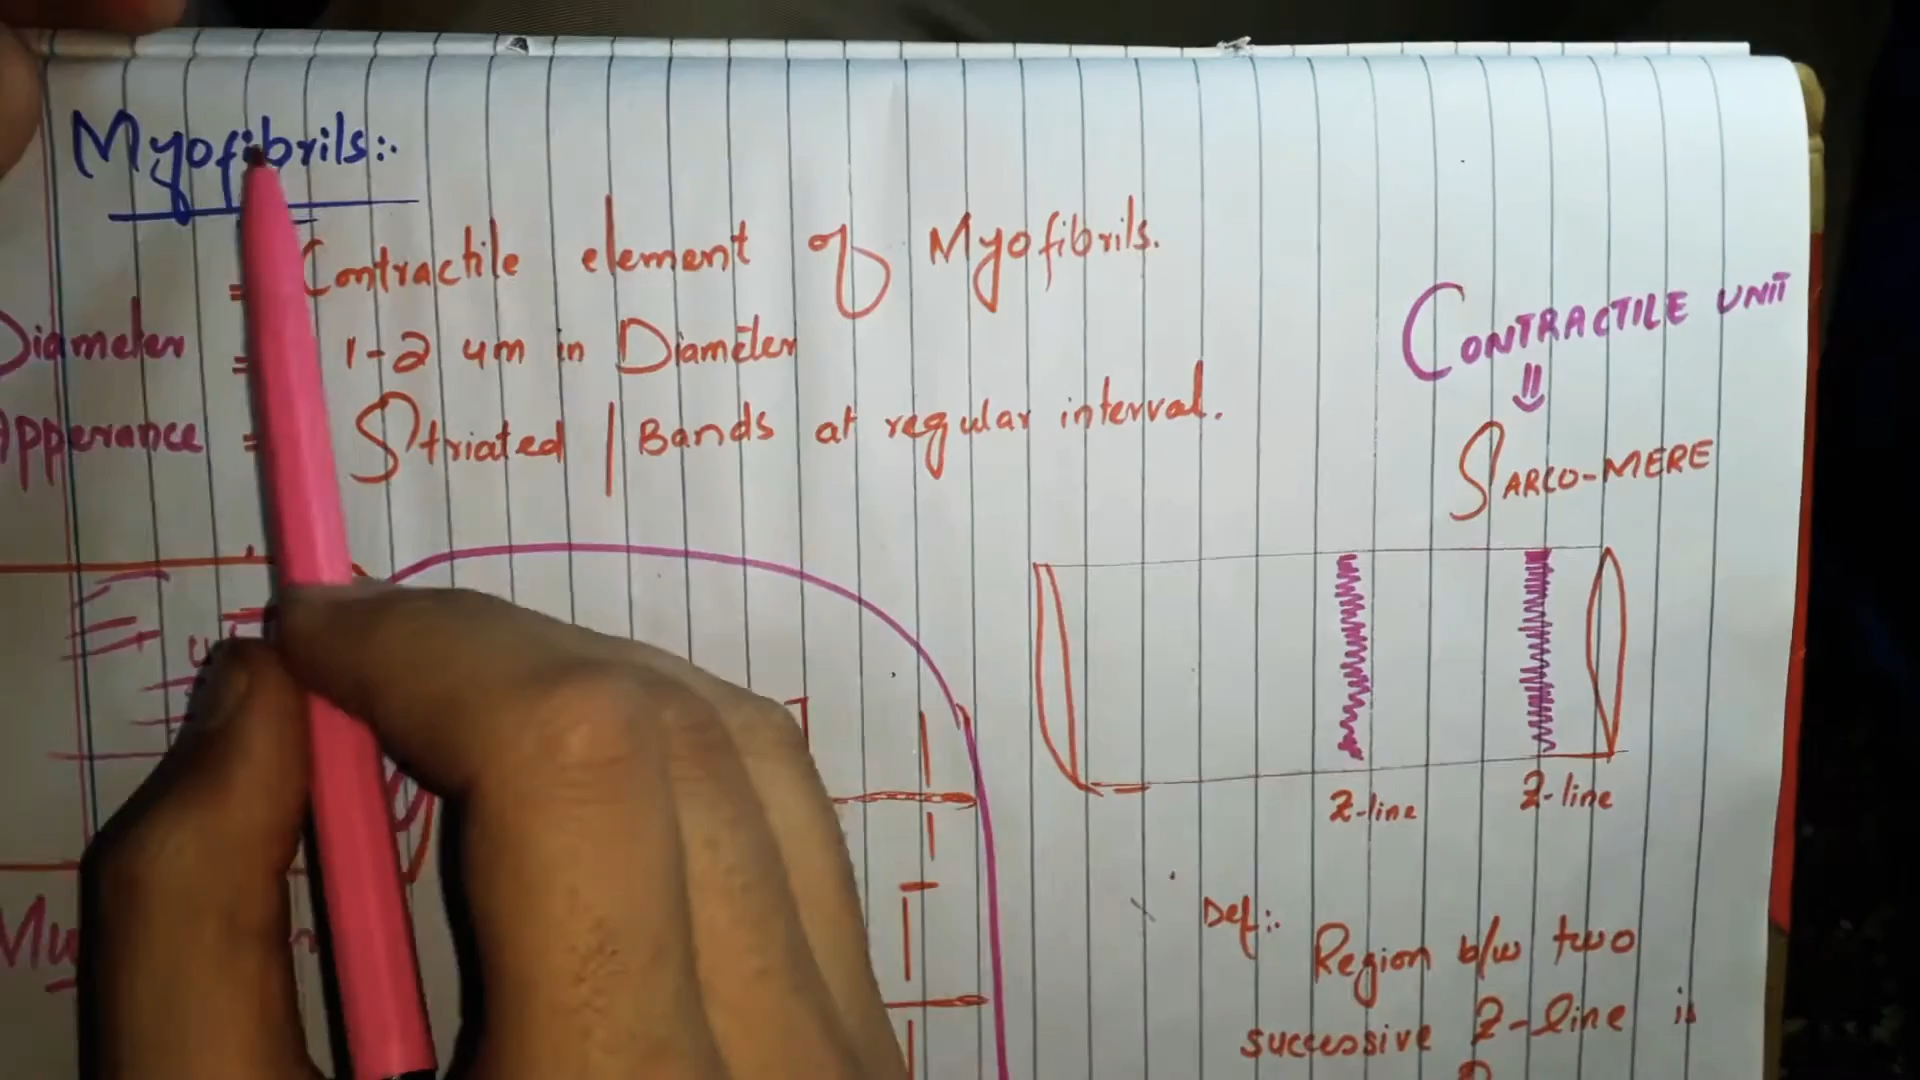 Myofibrils:-
= Contractile element of Myofibrils.
Diameter = 1-2 um in Diameter
Apperance = Striated / Bands at regular interval.
CONTRACTILE UNIT
SARCO-MERE
Z-line
Z-line
Def:-
Region b/w two
successive Z-line is